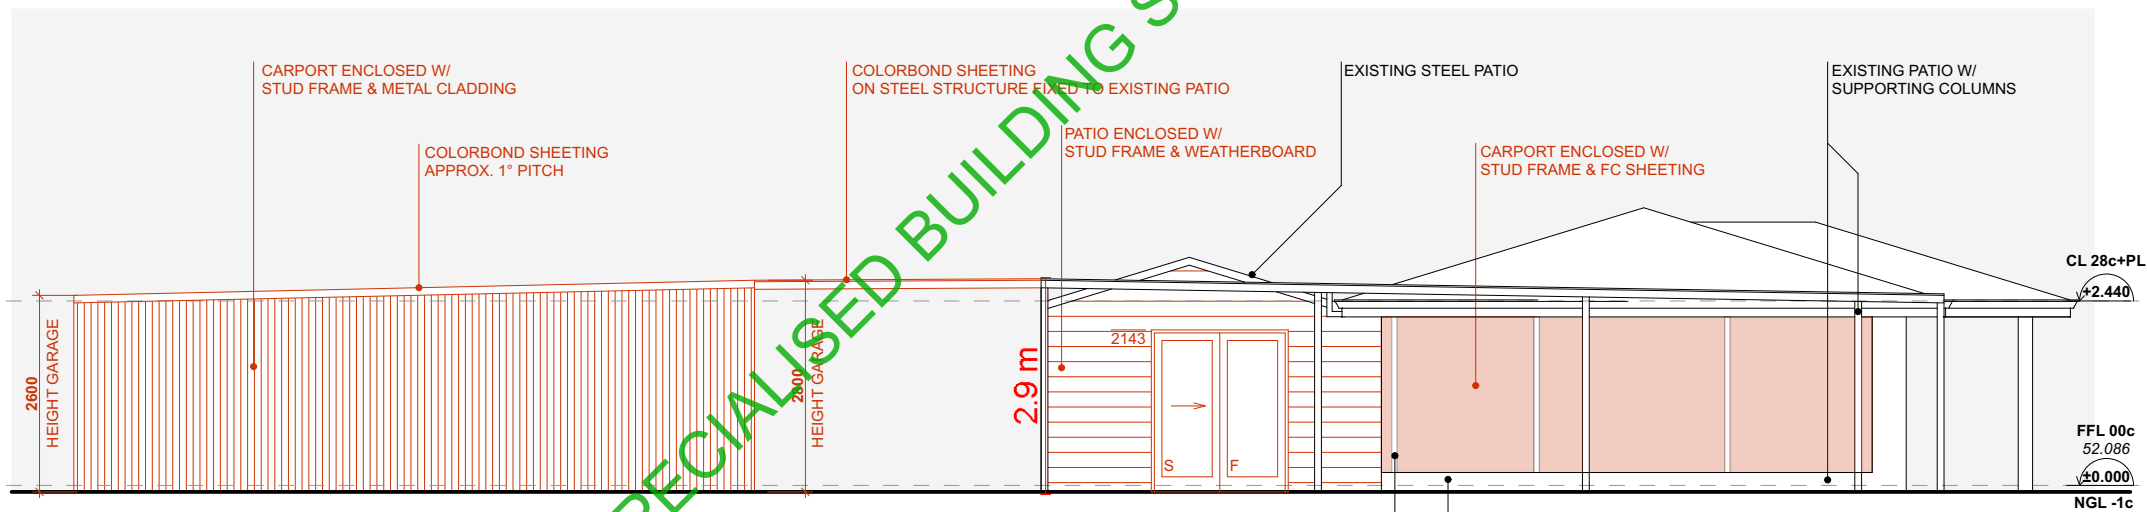 CARPORT ENCLOSED W/
STUD FRAME & METAL CLADDING
COLORBOND SHEETING
APPROX. 1° PITCH
COLORBOND SHEETING
ON STEEL STRUCTURE FIXED TO EXISTING PATIO
PATIO ENCLOSED W/
STUD FRAME & WEATHERBOARD
EXISTING STEEL PATIO
CARPORT ENCLOSED W/
STUD FRAME & FC SHEETING
EXISTING PATIO W/
SUPPORTING COLUMNS
CL 28c+PL
+2.440
FFL 00c
52.086
±0.000
NGL -1c
2600
HEIGHT GARAGE
HEIGHT GARAGE
2.9 m
2143
S
F
SPECIALISED BUILDING S